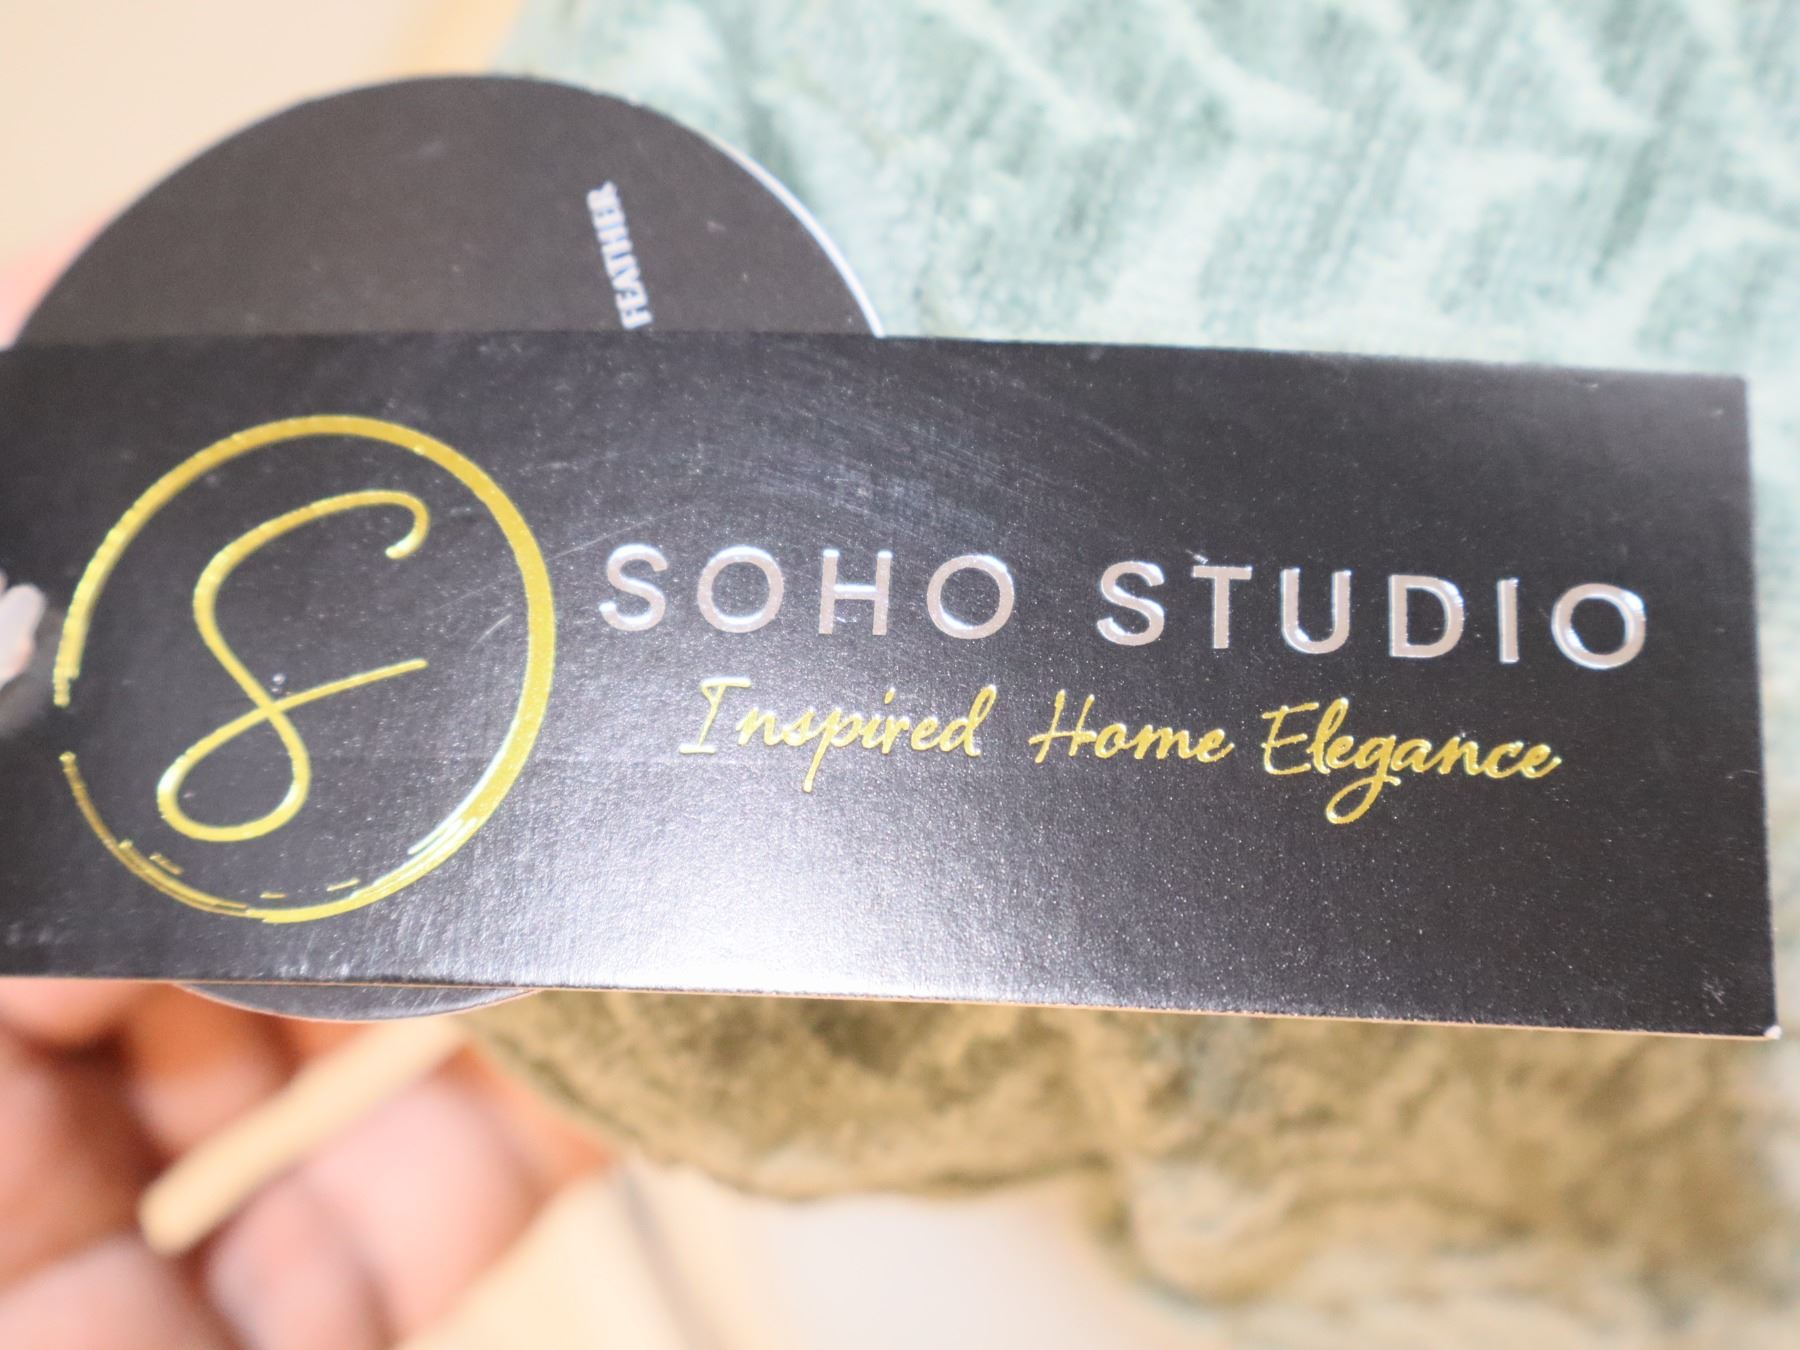 FEATHER
S
SOHO STUDIO
Inspired Home Elegance